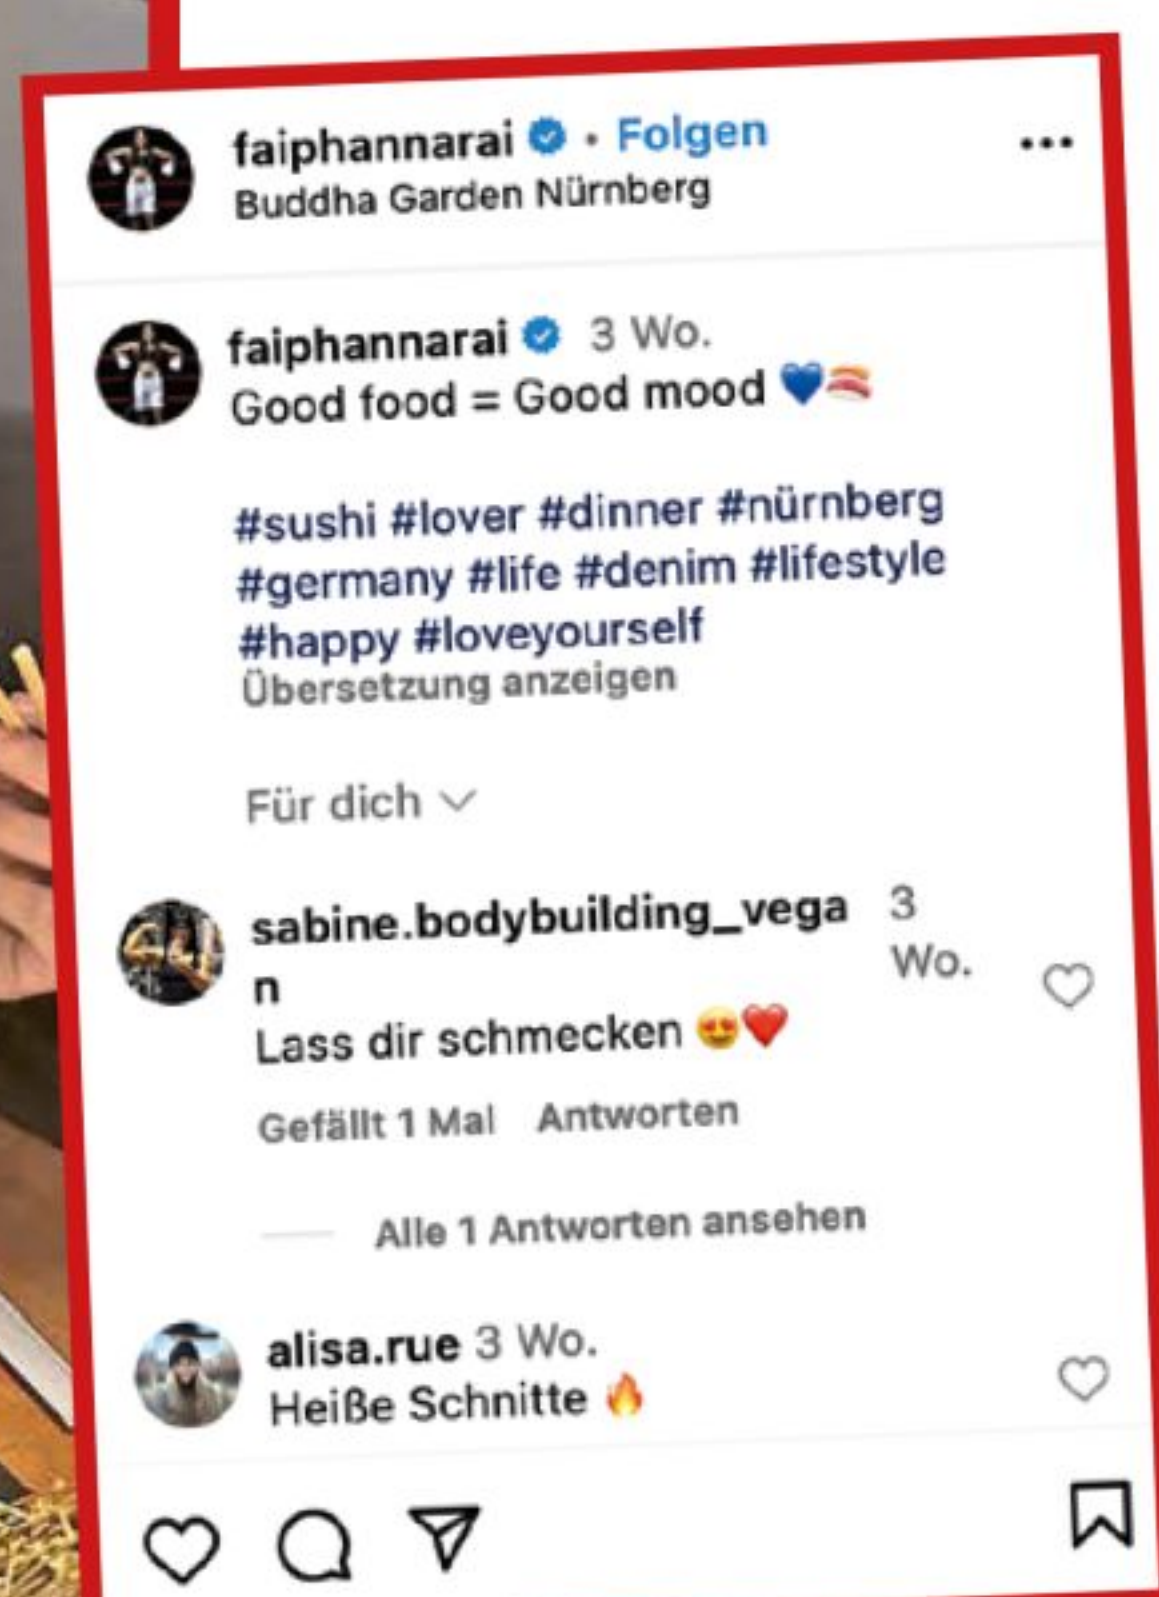 faiphannarai • Folgen
Buddha Garden Nürnberg
faiphannarai 3 Wo.
Good food = Good mood 💙🍣
#sushi #lover #dinner #nürnberg
#germany #life #denim #lifestyle
#happy #loveyourself
Übersetzung anzeigen
Für dich
sabine.bodybuilding_vega 3
n Wo.
Lass dir schmecken 😍❤️
Gefällt 1 Mal Antworten
Alle 1 Antworten ansehen
alisa.rue 3 Wo.
Heiße Schnitte 🔥